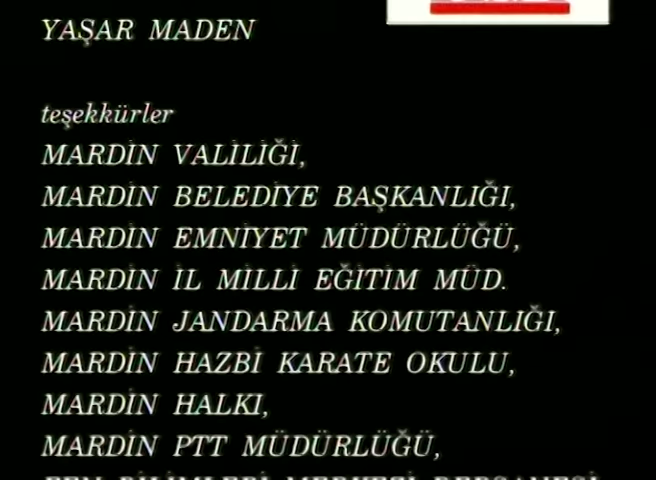 YAŞAR MADEN
teşekkürler
MARDİN VALİLİĞİ,
MARDİN BELEDİYE BAŞKANLIĞI,
MARDİN EMNİYET MÜDÜRLÜĞÜ,
MARDİN İL MİLLİ EĞİTİM MÜD.
MARDİN JANDARMA KOMUTANLIĞI,
MARDİN HAZBİ KARATE OKULU,
MARDİN HALKI,
MARDİN PTT MÜDÜRLÜĞÜ,